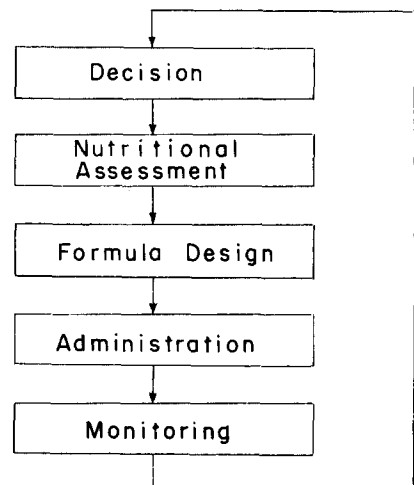 Decision
Nutritional
Assessment
Formula Design
Administration
Monitoring